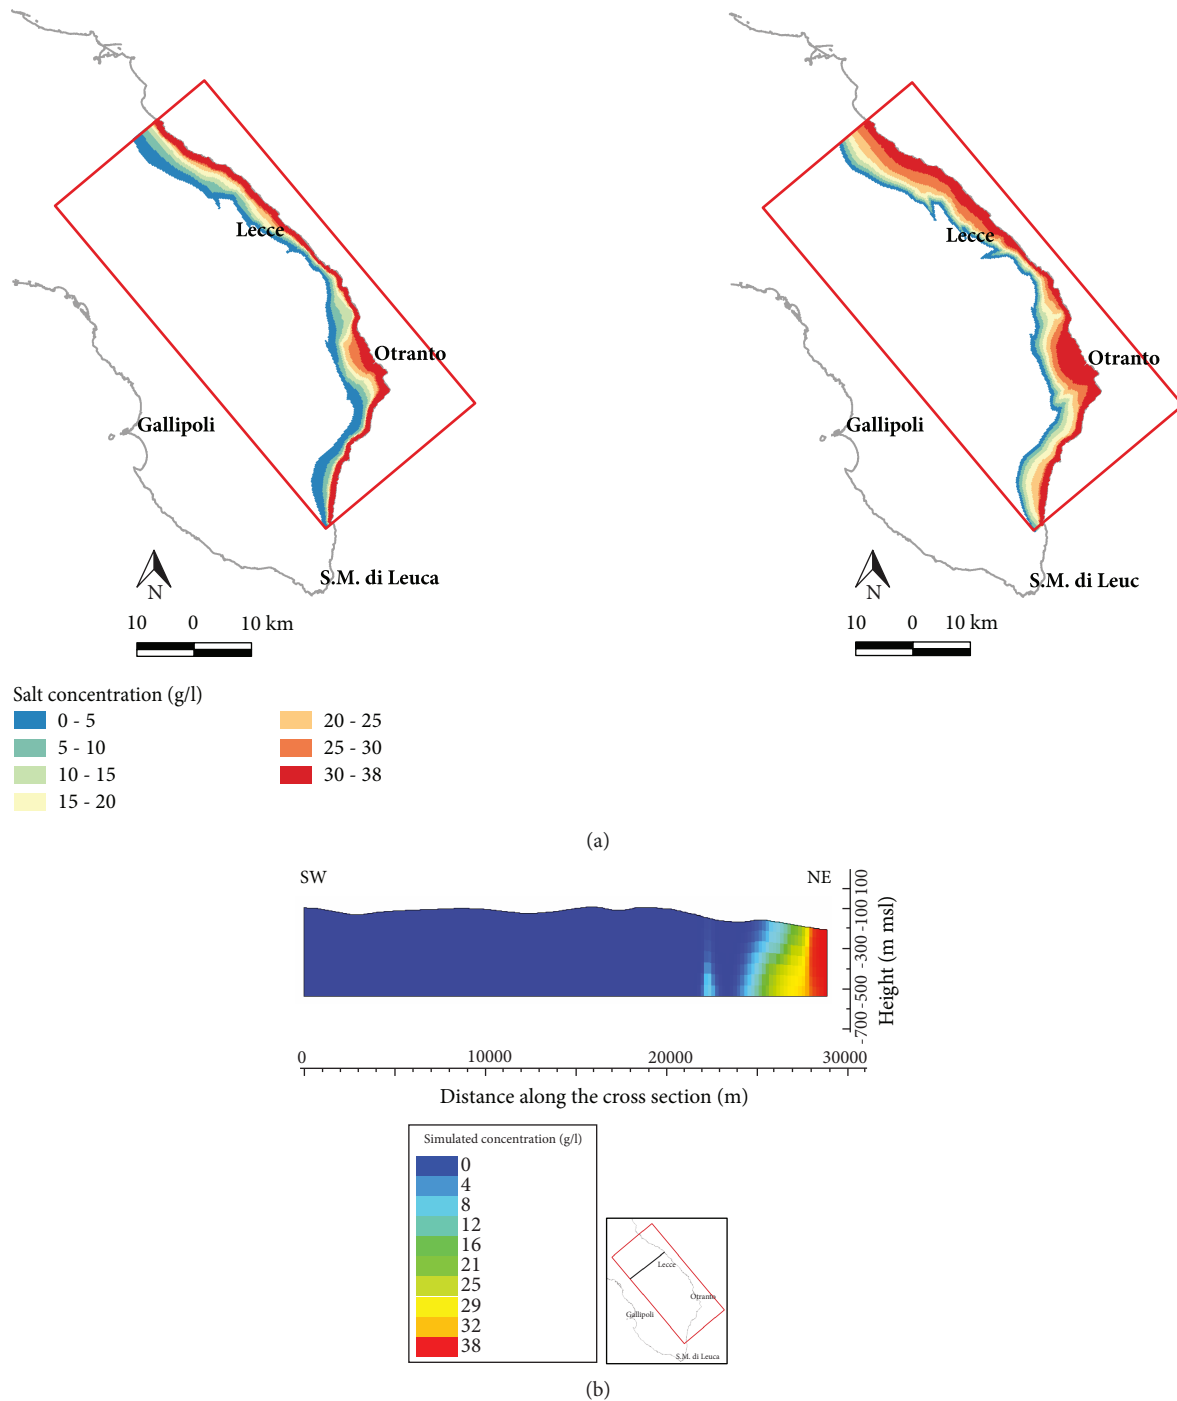 Lecce
Otranto
Gallipoli
S.M. di Leuca
N
10 0 10 km
Lecce
Otranto
Gallipoli
S.M. di Leuc
N
10 0 10 km
Salt concentration (g/l)
0 - 5
5 - 10
10 - 15
15 - 20
20 - 25
25 - 30
30 - 38
(a)
SW
NE
100
-100
-300
-500
-700
Height (m msl)
0 10000 20000 30000
Distance along the cross section (m)
Simulated concentration (g/l)
0
4
8
12
16
21
25
29
32
38
Lecce
Otranto
Gallipoli
S.M. di Leuca
(b)